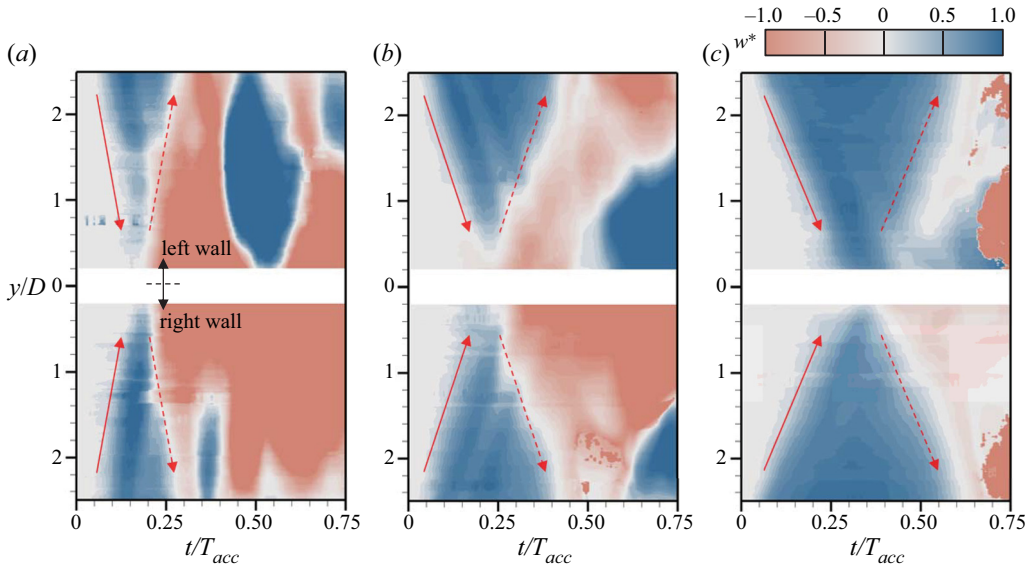 –1.0 –0.5 0 0.5 1.0
w*
(a) (b) (c)
2 2 2
1 1 1
left wall
y/D 0 0 0
right wall
1 1 1
2 2 2
0 0.25 0.50 0.75 0 0.25 0.50 0.75 0 0.25 0.50 0.75
t/Tacc t/Tacc t/Tacc